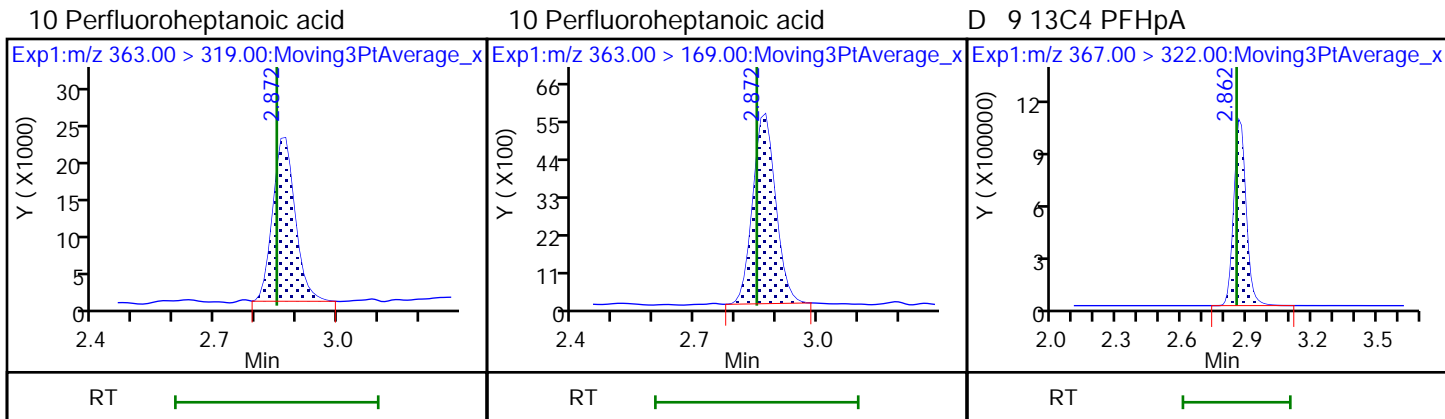 10 Perfluoroheptanoic acid
Exp1:m/z 363.00 > 319.00:Moving3PtAverage_x
2.872
Y ( X1000)
30
25
20
15
10
5
0
2.4 2.7 3.0
Min
RT
10 Perfluoroheptanoic acid
Exp1:m/z 363.00 > 169.00:Moving3PtAverage_x
2.872
Y ( X100)
66
55
44
33
22
11
0
2.4 2.7 3.0
Min
RT
D 9 13C4 PFHpA
Exp1:m/z 367.00 > 322.00:Moving3PtAverage_x
2.862
Y ( X100000)
12
9
6
3
0
2.0 2.3 2.6 2.9 3.2 3.5
Min
RT